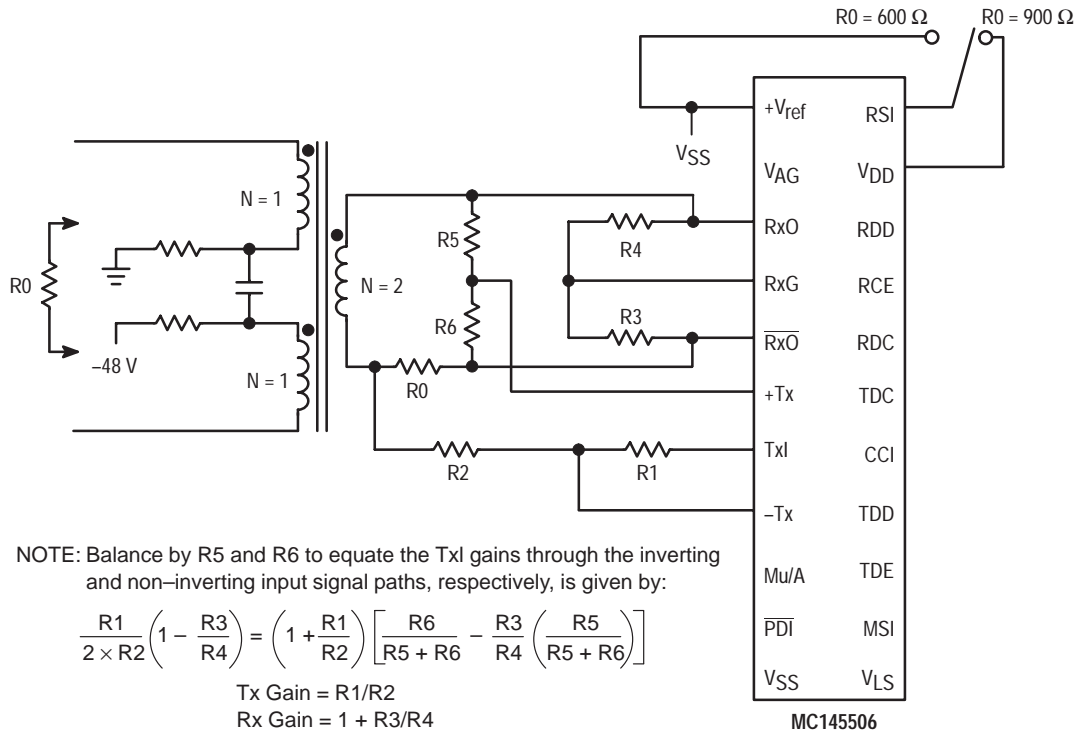 R0 = 600 Ω R0 = 900 Ω
+Vref RSI
VSS
VAG VDD
N = 1
RxO RDD
R5 R4
R0 N = 2 RxG RCE
R6 R3
–48 V
RxO RDC
N = 1 R0 +Tx TDC
TxI CCI
R2 R1
–Tx TDD
NOTE: Balance by R5 and R6 to equate the TxI gains through the inverting
and non–inverting input signal paths, respectively, is given by:
Mu/A TDE
R1/(2 × R2) (1 – R3/R4) = (1 + R1/R2) [R6/(R5 + R6) – R3/R4 (R5/(R5 + R6))]
PDI MSI
VSS VLS
Tx Gain = R1/R2
Rx Gain = 1 + R3/R4
MC145506